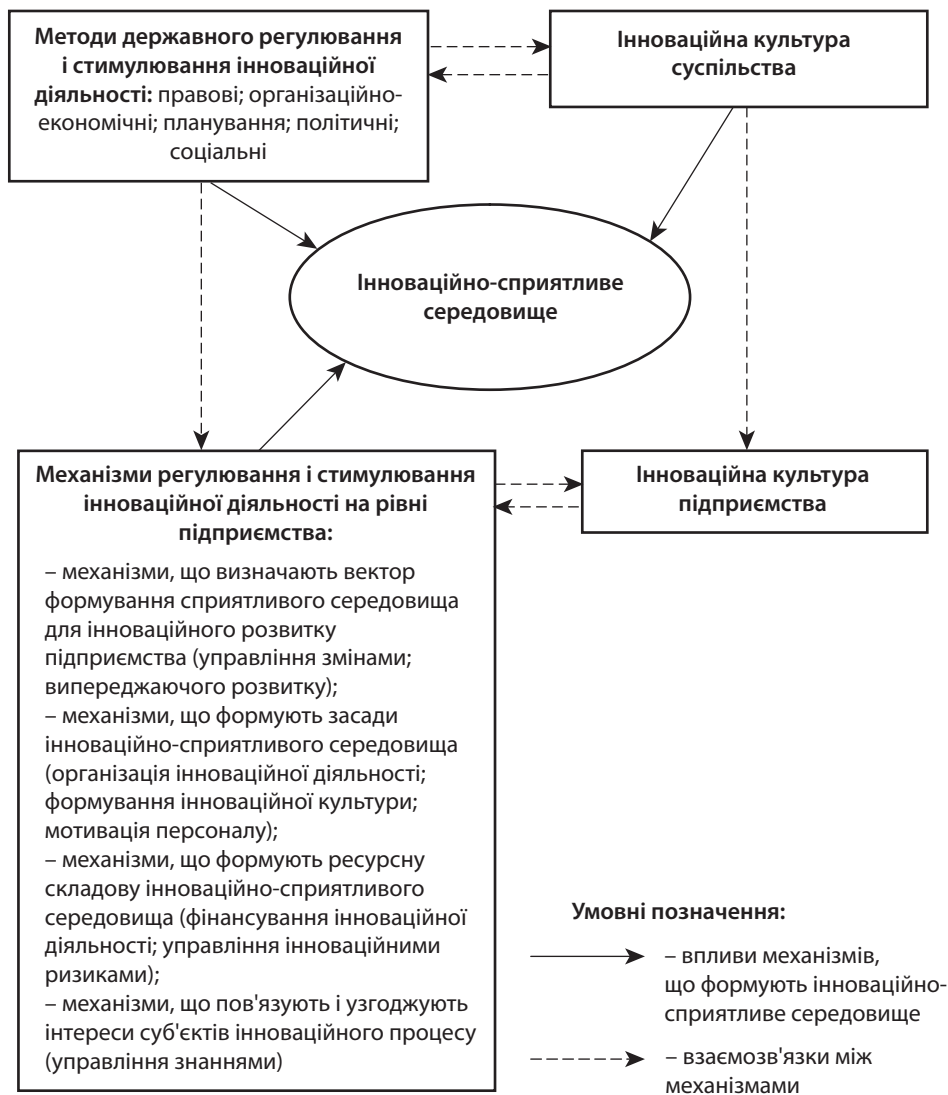 Методи державного регулювання
і стимулювання інноваційної
діяльності: правові; організаційно-
економічні; планування; політичні;
соціальні
Інноваційна культура
суспільства
Інноваційно-сприятливе
середовище
Механізми регулювання і стимулювання
інноваційної діяльності на рівні
підприємства:
– механізми, що визначають вектор
формування сприятливого середовища
для інноваційного розвитку
підприємства (управління змінами;
випереджаючого розвитку);
– механізми, що формують засади
інноваційно-сприятливого середовища
(організація інноваційної діяльності;
формування інноваційної культури;
мотивація персоналу);
– механізми, що формують ресурсну
складову інноваційно-сприятливого
середовища (фінансування інноваційної
діяльності; управління інноваційними
ризиками);
– механізми, що пов'язують і узгоджують
інтереси суб'єктів інноваційного процесу
(управління знаннями)
Інноваційна культура
підприємства
Умовні позначення:
– впливи механізмів,
що формують інноваційно-
сприятливе середовище
– взаємозв'язки між
механізмами